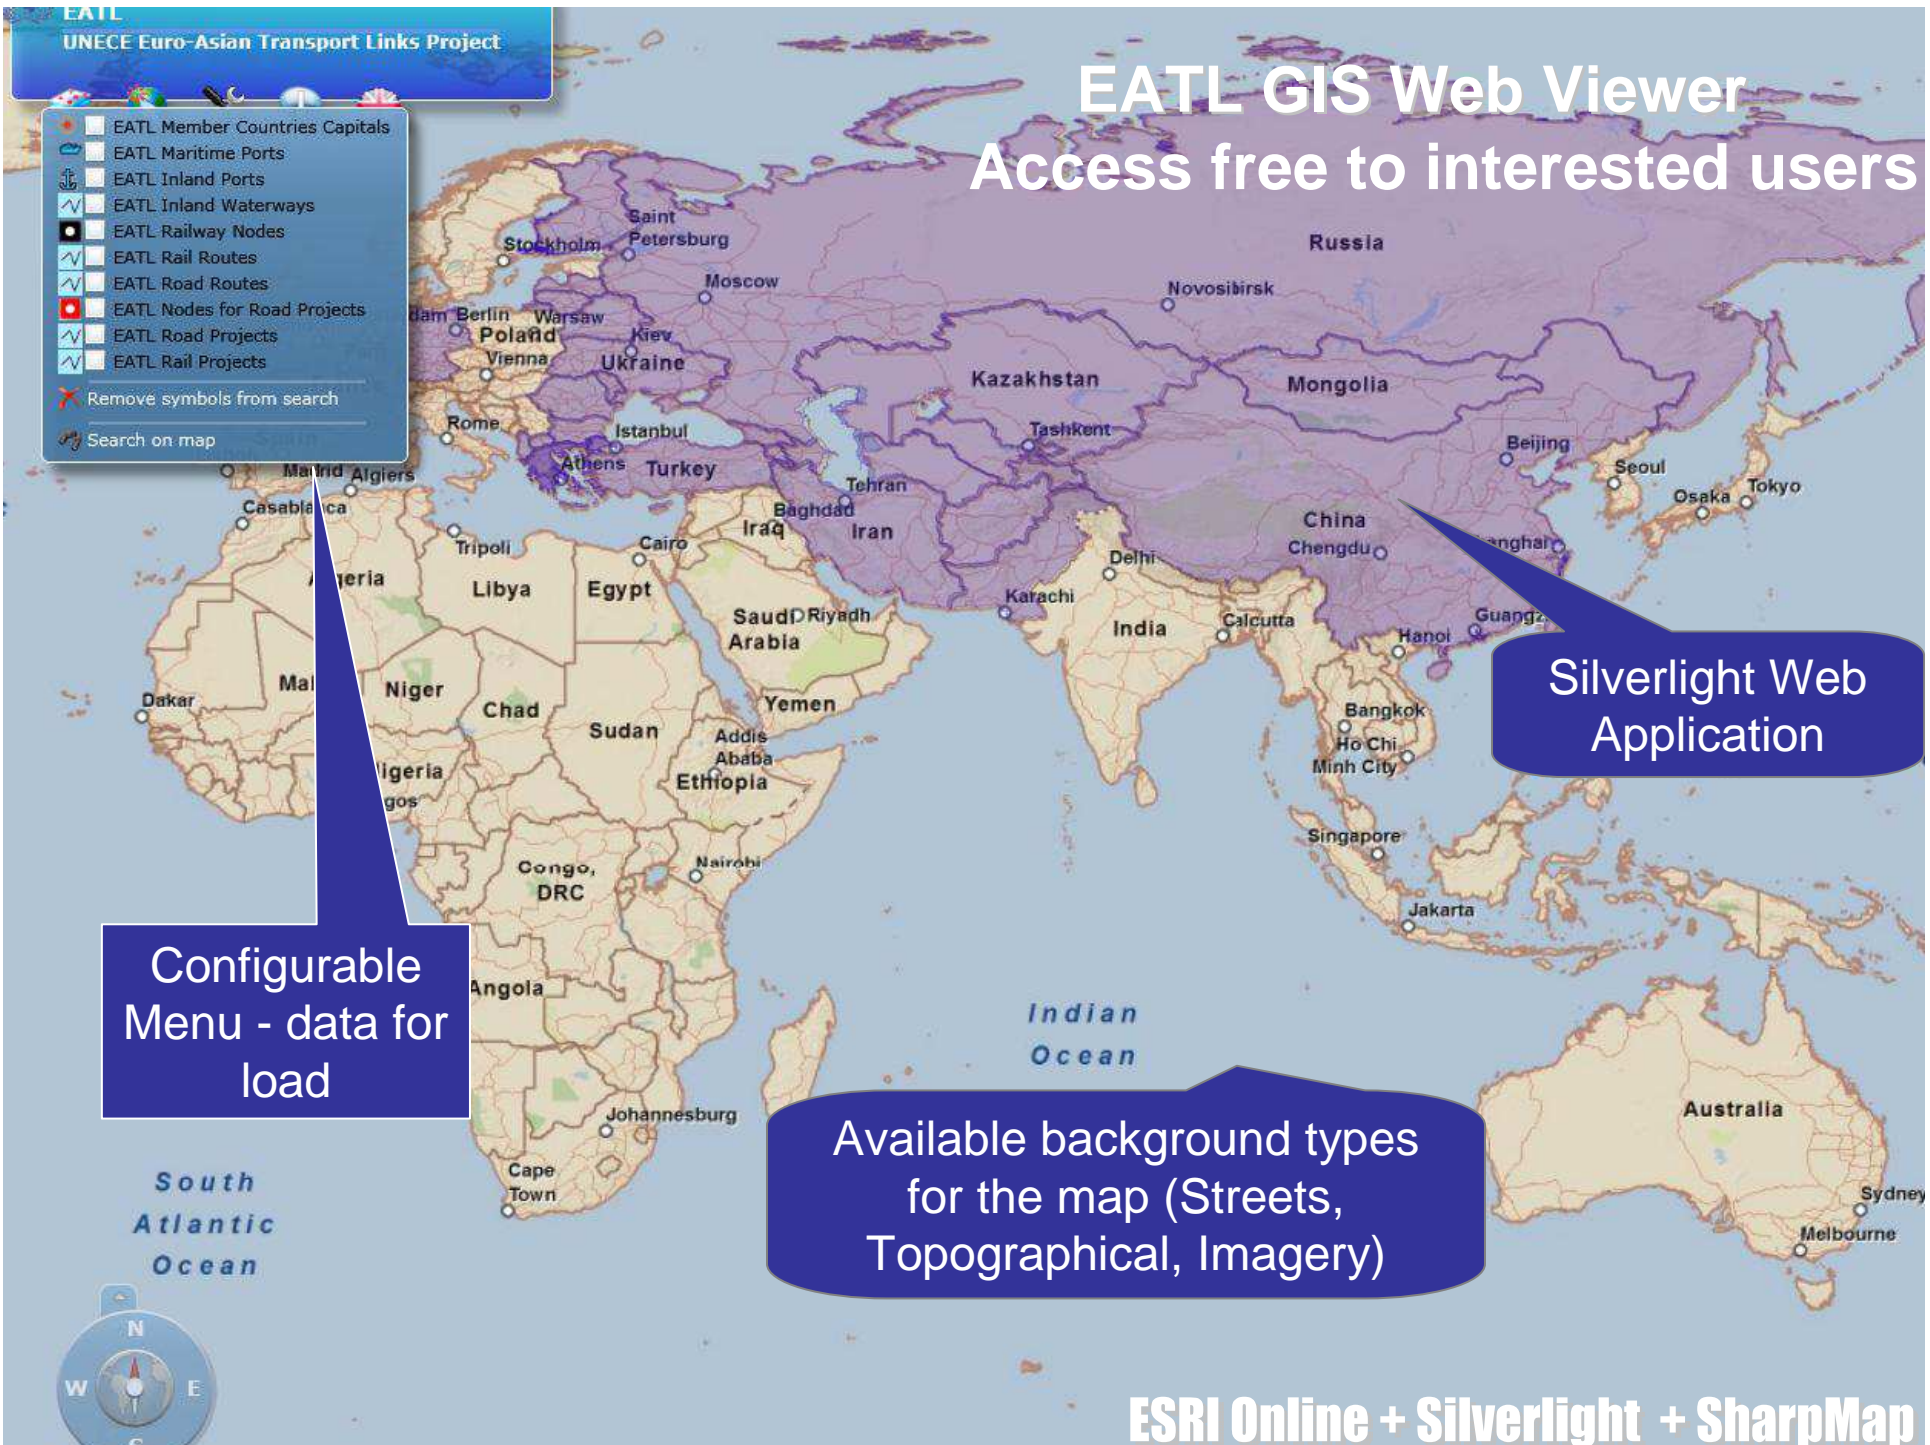 EATL
UNECE Euro-Asian Transport Links Project
EATL GIS Web Viewer
Access free to interested users
EATL Member Countries Capitals
EATL Maritime Ports
EATL Inland Ports
EATL Inland Waterways
EATL Railway Nodes
EATL Rail Routes
EATL Road Routes
EATL Nodes for Road Projects
EATL Road Projects
EATL Rail Projects
Remove symbols from search
Search on map
Saint
Petersburg
Stockholm
Russia
Moscow
Novosibirsk
Berlin
Warsaw
Poland
Kiev
Vienna
Ukraine
Kazakhstan
Mongolia
Rome
Istanbul
Tashkent
Beijing
Madrid
Algiers
Athens
Turkey
Tehran
Seoul
Osaka
Tokyo
Casablanca
Baghdad
Iraq
Iran
China
Tripoli
Cairo
Chengdu
Delhi
Libya
Egypt
Karachi
Saudi
Arabia
Riyadh
India
Calcutta
Hanoi
Silverlight Web
Application
Dakar
Niger
Chad
Sudan
Yemen
Addis
Ababa
Ethiopia
Bangkok
Ho Chi
Minh City
Singapore
Nairobi
Congo,
DRC
Jakarta
Configurable
Menu - data for
load
Angola
Indian
Ocean
Johannesburg
Available background types
for the map (Streets,
Topographical, Imagery)
Australia
Cape
Town
South
Atlantic
Ocean
Sydney
Melbourne
N
W
E
S
ESRI Online + Silverlight + SharpMap